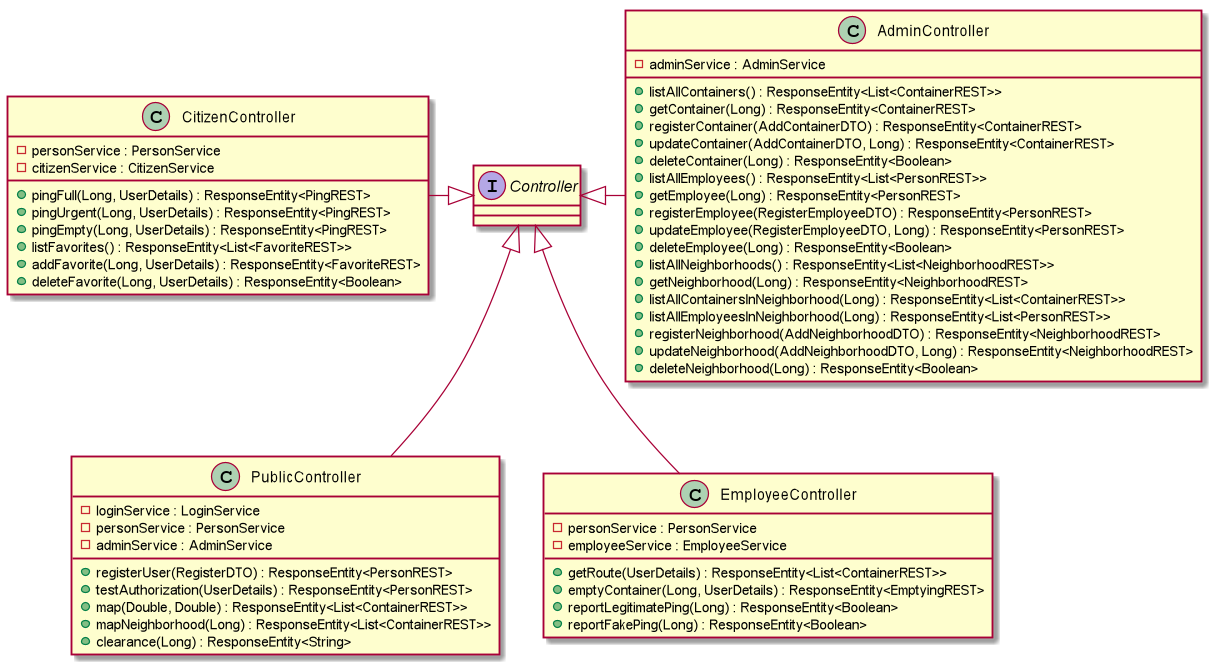 C AdminController
adminService : AdminService
listAllContainers() : ResponseEntity<List<ContainerREST>>
getContainer(Long) : ResponseEntity<ContainerREST>
registerContainer(AddContainerDTO) : ResponseEntity<ContainerREST>
updateContainer(AddContainerDTO, Long) : ResponseEntity<ContainerREST>
deleteContainer(Long) : ResponseEntity<Boolean>
listAllEmployees() : ResponseEntity<List<PersonREST>>
getEmployee(Long) : ResponseEntity<PersonREST>
registerEmployee(RegisterEmployeeDTO) : ResponseEntity<PersonREST>
updateEmployee(RegisterEmployeeDTO, Long) : ResponseEntity<PersonREST>
deleteEmployee(Long) : ResponseEntity<Boolean>
listAllNeighborhoods() : ResponseEntity<List<NeighborhoodREST>>
getNeighborhood(Long) : ResponseEntity<NeighborhoodREST>
listAllContainersInNeighborhood(Long) : ResponseEntity<List<ContainerREST>>
listAllEmployeesInNeighborhood(Long) : ResponseEntity<List<PersonREST>>
registerNeighborhood(AddNeighborhoodDTO) : ResponseEntity<NeighborhoodREST>
updateNeighborhood(AddNeighborhoodDTO, Long) : ResponseEntity<NeighborhoodREST>
deleteNeighborhood(Long) : ResponseEntity<Boolean>
C CitizenController
personService : PersonService
citizenService : CitizenService
pingFull(Long, UserDetails) : ResponseEntity<PingREST>
pingUrgent(Long, UserDetails) : ResponseEntity<PingREST>
pingEmpty(Long, UserDetails) : ResponseEntity<PingREST>
listFavorites() : ResponseEntity<List<FavoriteREST>>
addFavorite(Long, UserDetails) : ResponseEntity<FavoriteREST>
deleteFavorite(Long, UserDetails) : ResponseEntity<Boolean>
I Controller
C PublicController
loginService : LoginService
personService : PersonService
adminService : AdminService
registerUser(RegisterDTO) : ResponseEntity<PersonREST>
testAuthorization(UserDetails) : ResponseEntity<PersonREST>
map(Double, Double) : ResponseEntity<List<ContainerREST>>
mapNeighborhood(Long) : ResponseEntity<List<ContainerREST>>
clearance(Long) : ResponseEntity<String>
C EmployeeController
personService : PersonService
employeeService : EmployeeService
getRoute(UserDetails) : ResponseEntity<List<ContainerREST>>
emptyContainer(Long, UserDetails) : ResponseEntity<EmptyingREST>
reportLegitimatePing(Long) : ResponseEntity<Boolean>
reportFakePing(Long) : ResponseEntity<Boolean>